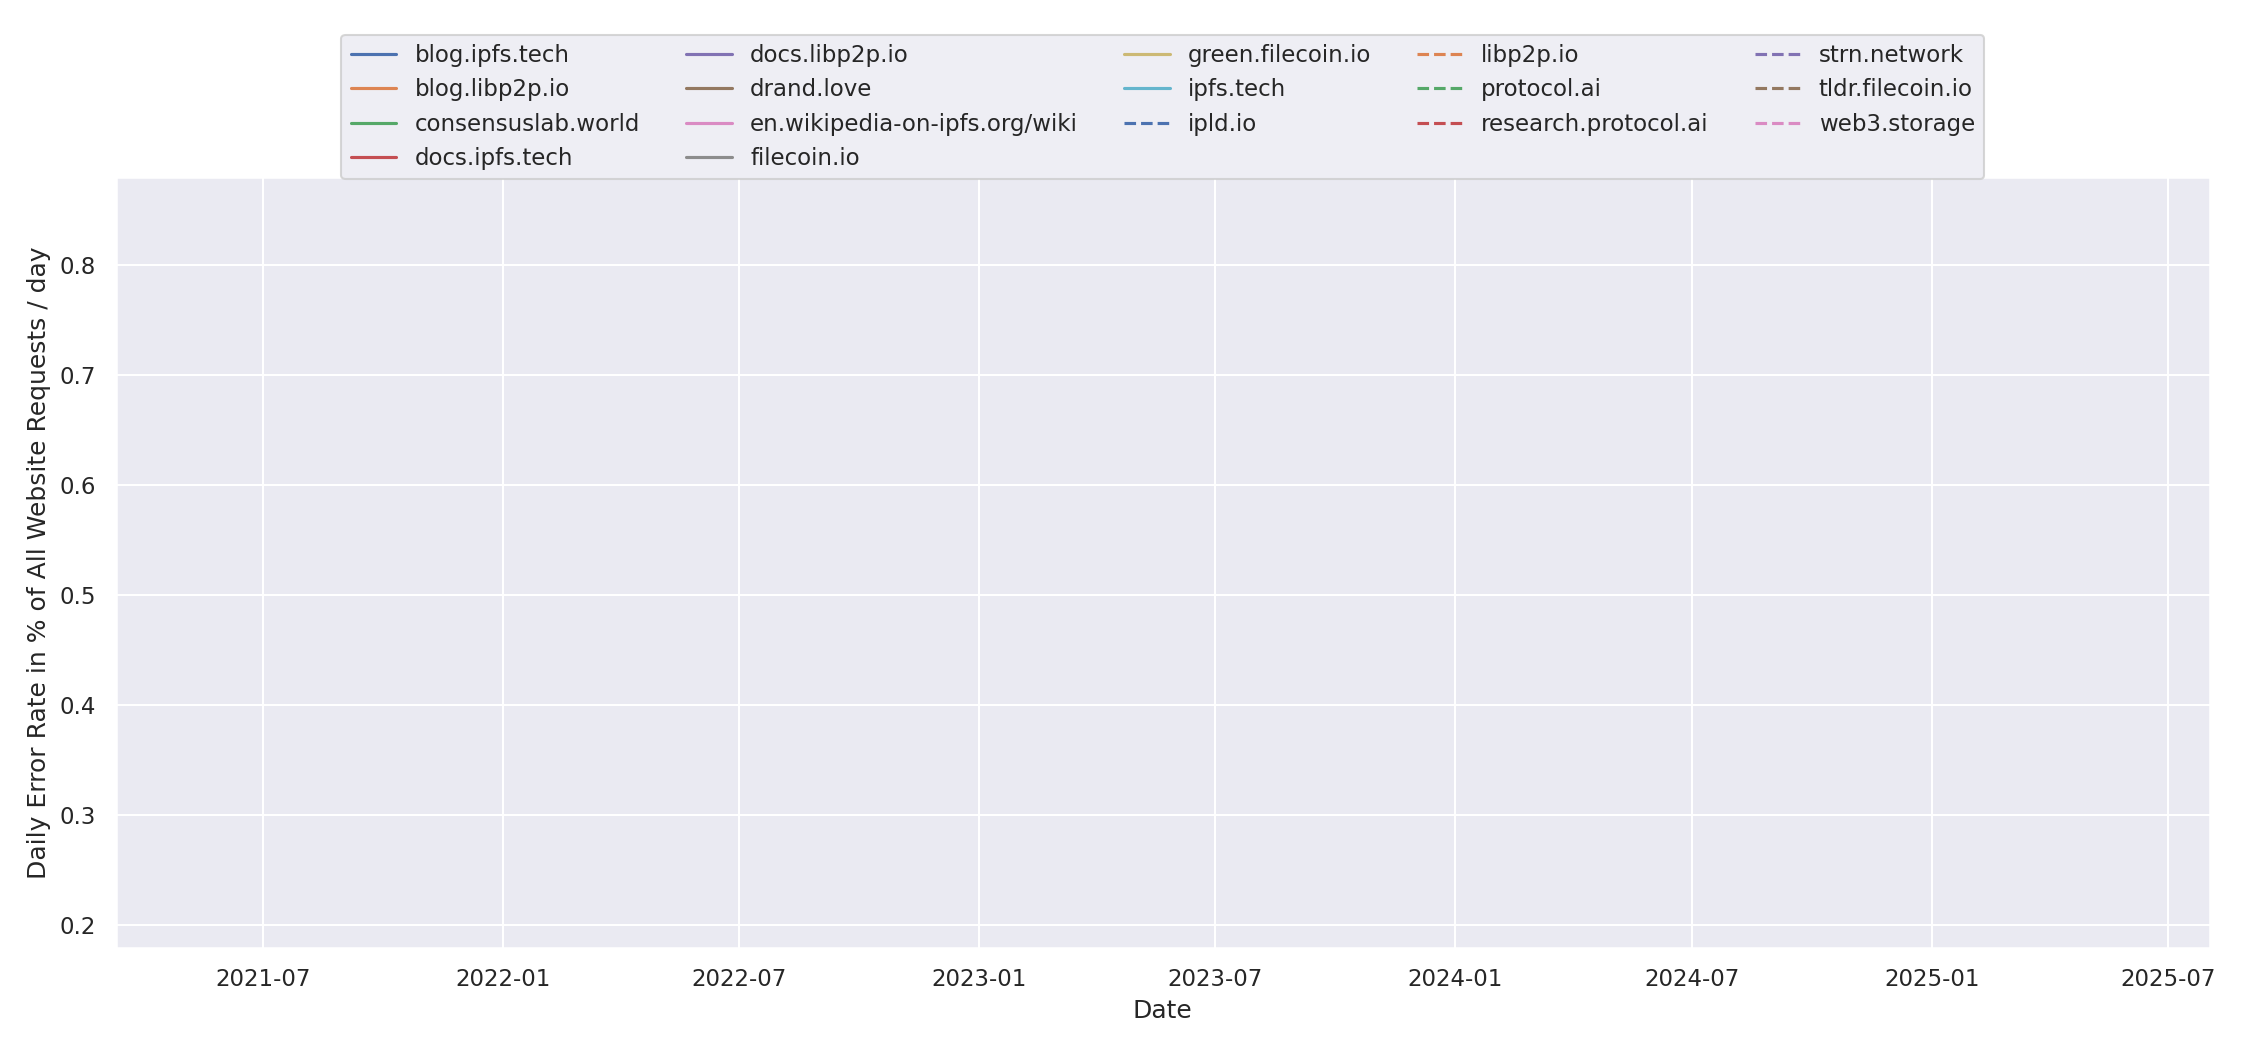 blog.ipfs.tech
blog.libp2p.io
consensuslab.world
docs.ipfs.tech
docs.libp2p.io
drand.love
en.wikipedia-on-ipfs.org/wiki
filecoin.io
green.filecoin.io
ipfs.tech
ipld.io
libp2p.io
protocol.ai
research.protocol.ai
strn.network
tldr.filecoin.io
web3.storage
Daily Error Rate in % of All Website Requests / day
0.8
0.7
0.6
0.5
0.4
0.3
0.2
2021-07 2022-01 2022-07 2023-01 2023-07 2024-01 2024-07 2025-01 2025-07
Date